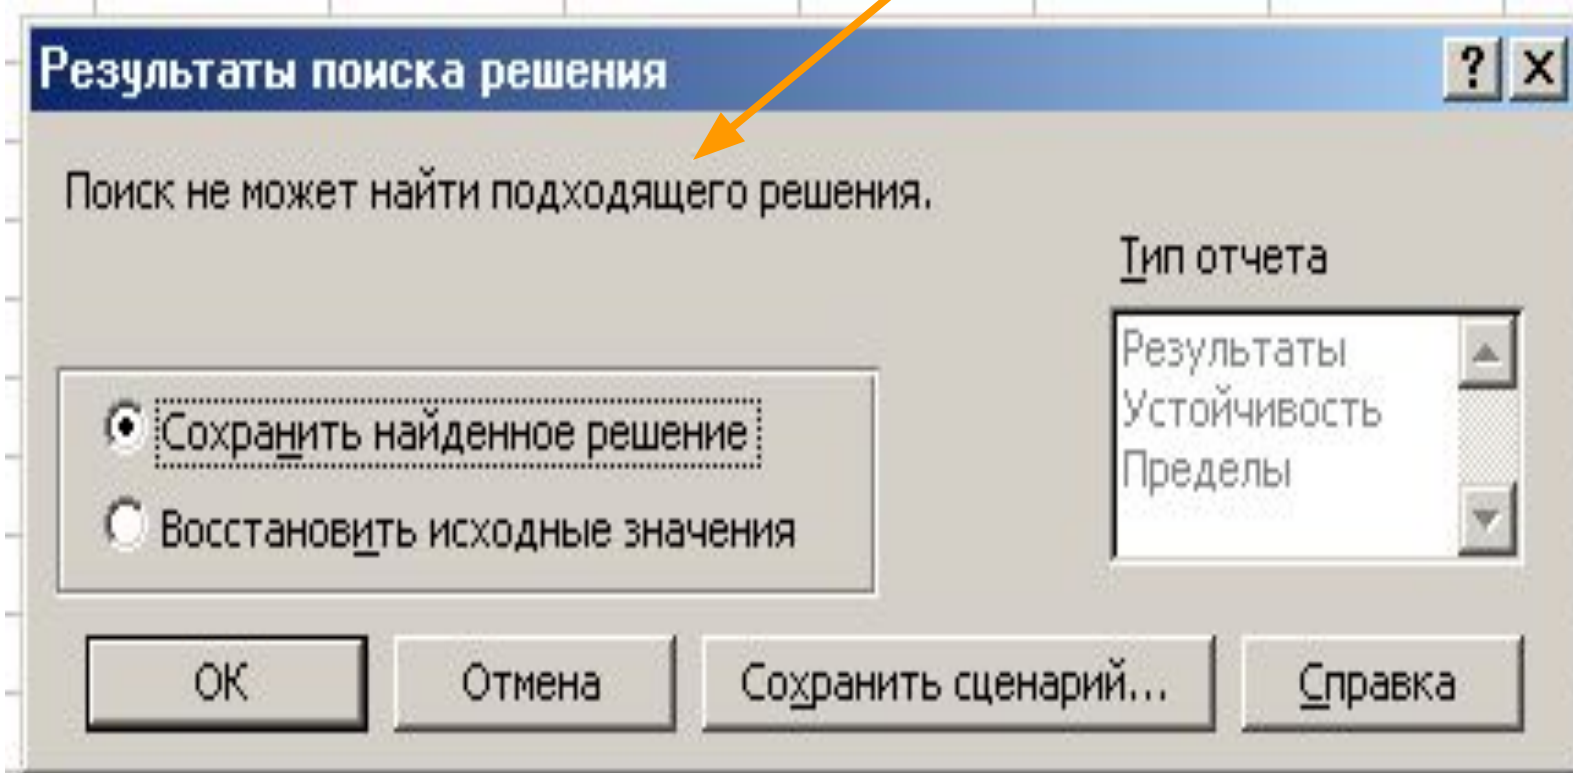 Результаты поиска решения
? X
Поиск не может найти подходящего решения.
Тип отчета
Результаты
Устойчивость
Пределы
Сохранить найденное решение
Восстановить исходные значения
ОК
Отмена
Сохранить сценарий...
Справка